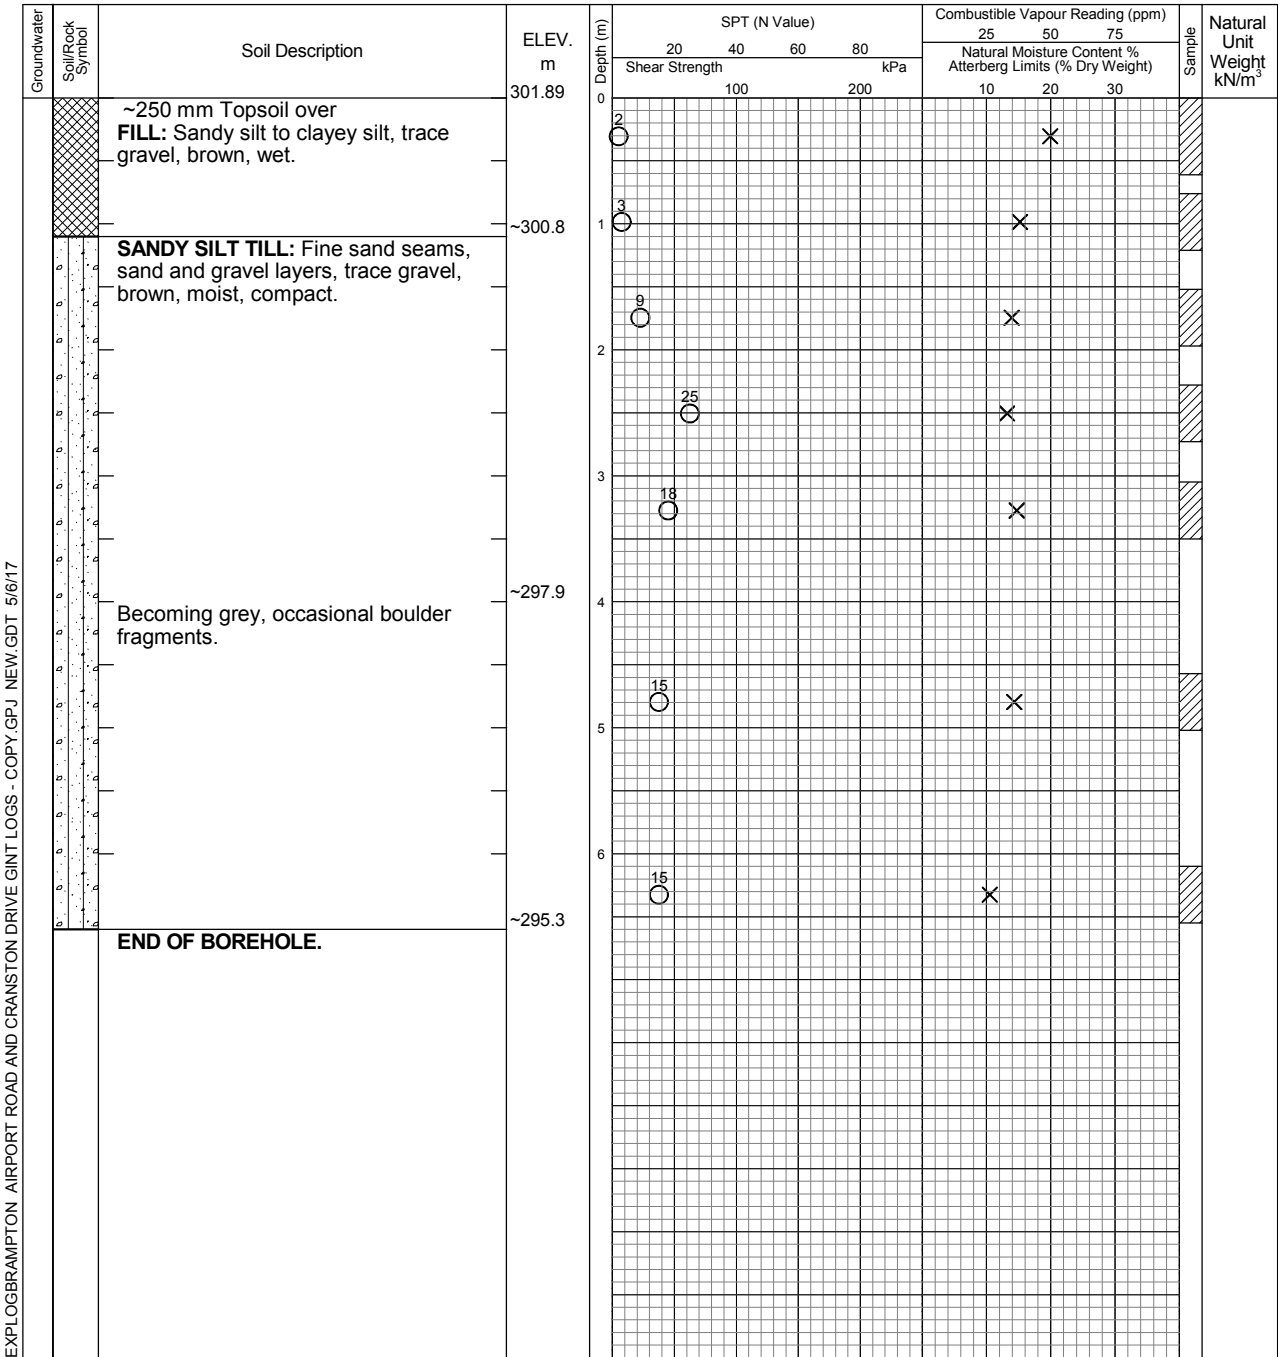 Groundwater
Soil/Rock
Symbol
Soil Description
ELEV.
m
301.89
Depth (m)
SPT (N Value)
20 40 60 80
Shear Strength kPa
100 200
Combustible Vapour Reading (ppm)
25 50 75
Natural Moisture Content %
Atterberg Limits (% Dry Weight)
10 20 30
Sample
Natural
Unit
Weight
kN/m³
0
~250 mm Topsoil over
FILL: Sandy silt to clayey silt, trace
gravel, brown, wet.
2
3
~300.8
1
SANDY SILT TILL: Fine sand seams,
sand and gravel layers, trace gravel,
brown, moist, compact.
9
2
25
3
18
~297.9
4
Becoming grey, occasional boulder
fragments.
15
5
6
15
~295.3
END OF BOREHOLE.
EXPLOGBRAMPTON AIRPORT ROAD AND CRANSTON DRIVE GINT LOGS - COPY.GPJ NEW.GDT 5/6/17